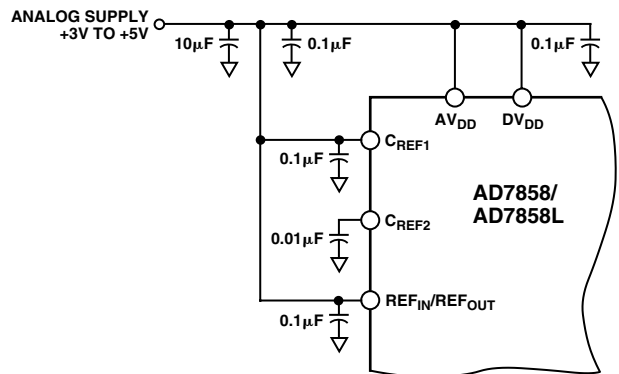 ANALOG SUPPLY
+3V TO +5V
10μF
0.1μF
0.1μF
AVDD
DVDD
CREF1
0.1μF
AD7858/
AD7858L
CREF2
0.01μF
REFIN/REFOUT
0.1μF